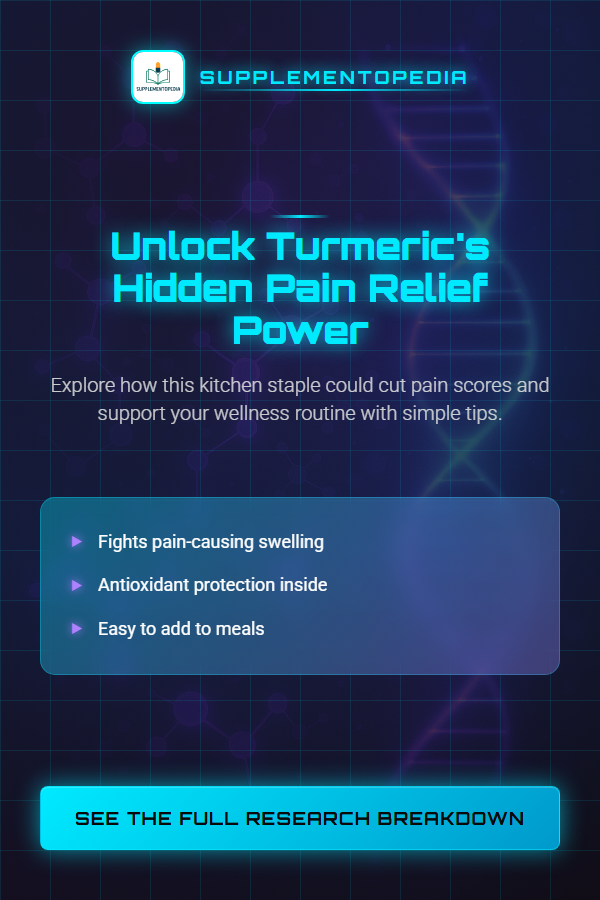 SUPPLEMENTOPEDIA
SUPPLEMENTOPEDIA
Unlock Turmeric's
Hidden Pain Relief
Power
Explore how this kitchen staple could cut pain scores and
support your wellness routine with simple tips.
Fights pain-causing swelling
Antioxidant protection inside
Easy to add to meals
SEE THE FULL RESEARCH BREAKDOWN